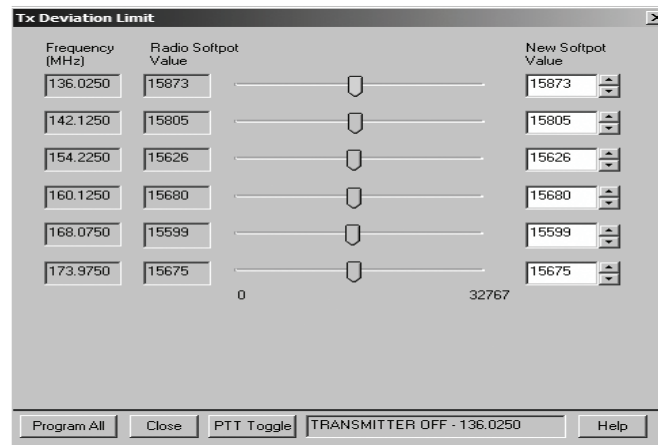 Tx Deviation Limit
Frequency (MHz)
Radio Softpot Value
New Softpot Value
136.0250 15873 15873
142.1250 15805 15805
154.2250 15626 15626
160.1250 15680 15680
168.0750 15599 15599
173.9750 15675 15675
0 32767
Program All Close PTT Toggle TRANSMITTER OFF - 136.0250 Help